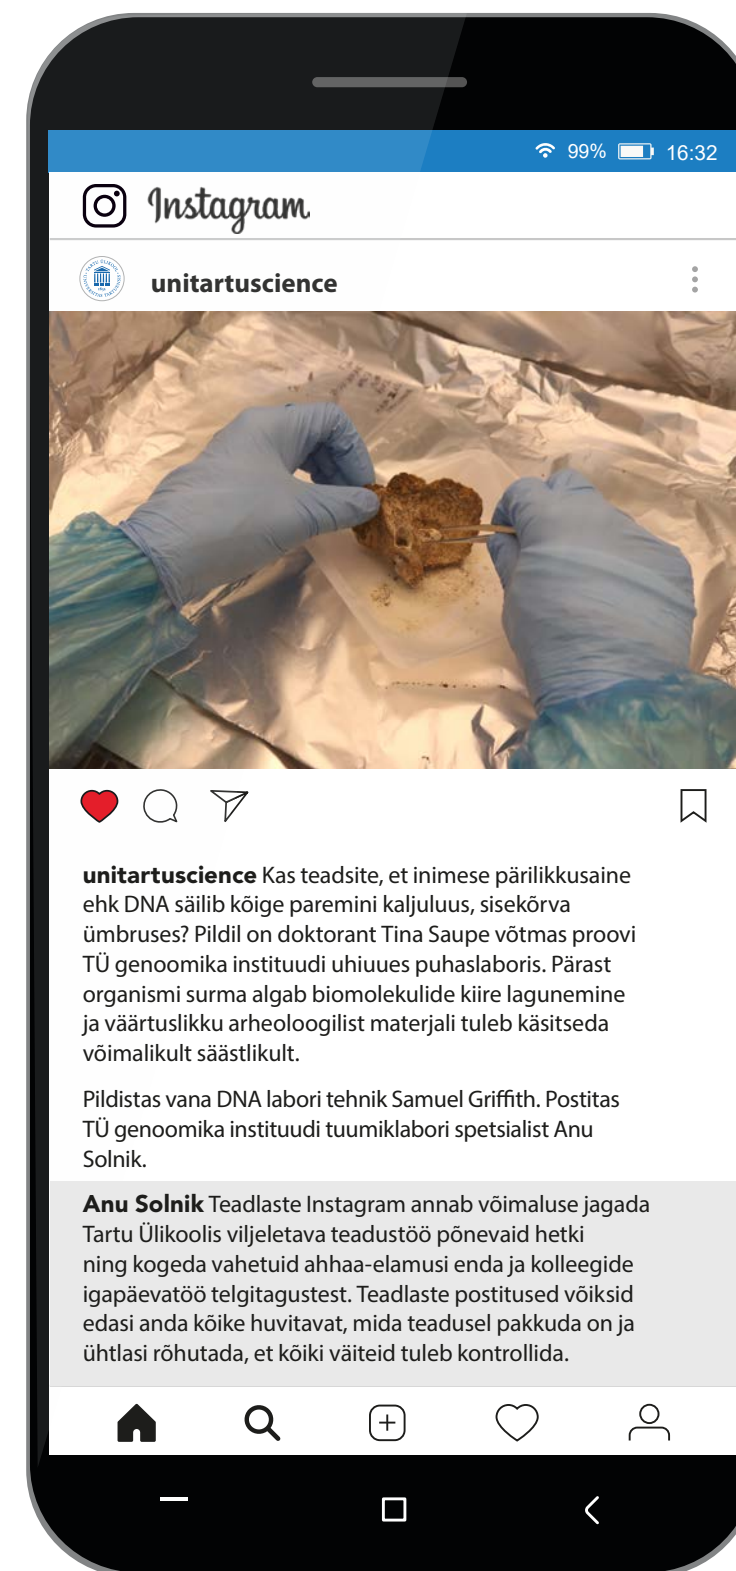 99% 16:32
Instagram
unitartuscience
unitartuscience Kas teadsite, et inimese pärilikkusaine
ehk DNA säilib kõige paremini kaljuluus, sisekõrva
ümbruses? Pildil on doktorant Tina Saupe võtmas proovi
TÜ genoomika instituudi uhiuues puhaslaboris. Pärast
organismi surma algab biomolekulide kiire lagunemine
ja väärtuslikku arheoloogilist materjali tuleb käsitseda
võimalikult säästlikult.
Pildistas vana DNA labori tehnik Samuel Griffith. Postitas
TÜ genoomika instituudi tuumiklabori spetsialist Anu
Solnik.
Anu Solnik Teadlaste Instagram annab võimaluse jagada
Tartu Ülikoolis viljeletava teadustöö põnevaid hetki
ning kogeda vahetuid ahhaa-elamusi enda ja kolleegide
igapäevatöö telgitagustest. Teadlaste postitused võiksid
edasi anda kõike huvitavat, mida teadusel pakkuda on ja
ühtlasi rõhutada, et kõiki väiteid tuleb kontrollida.